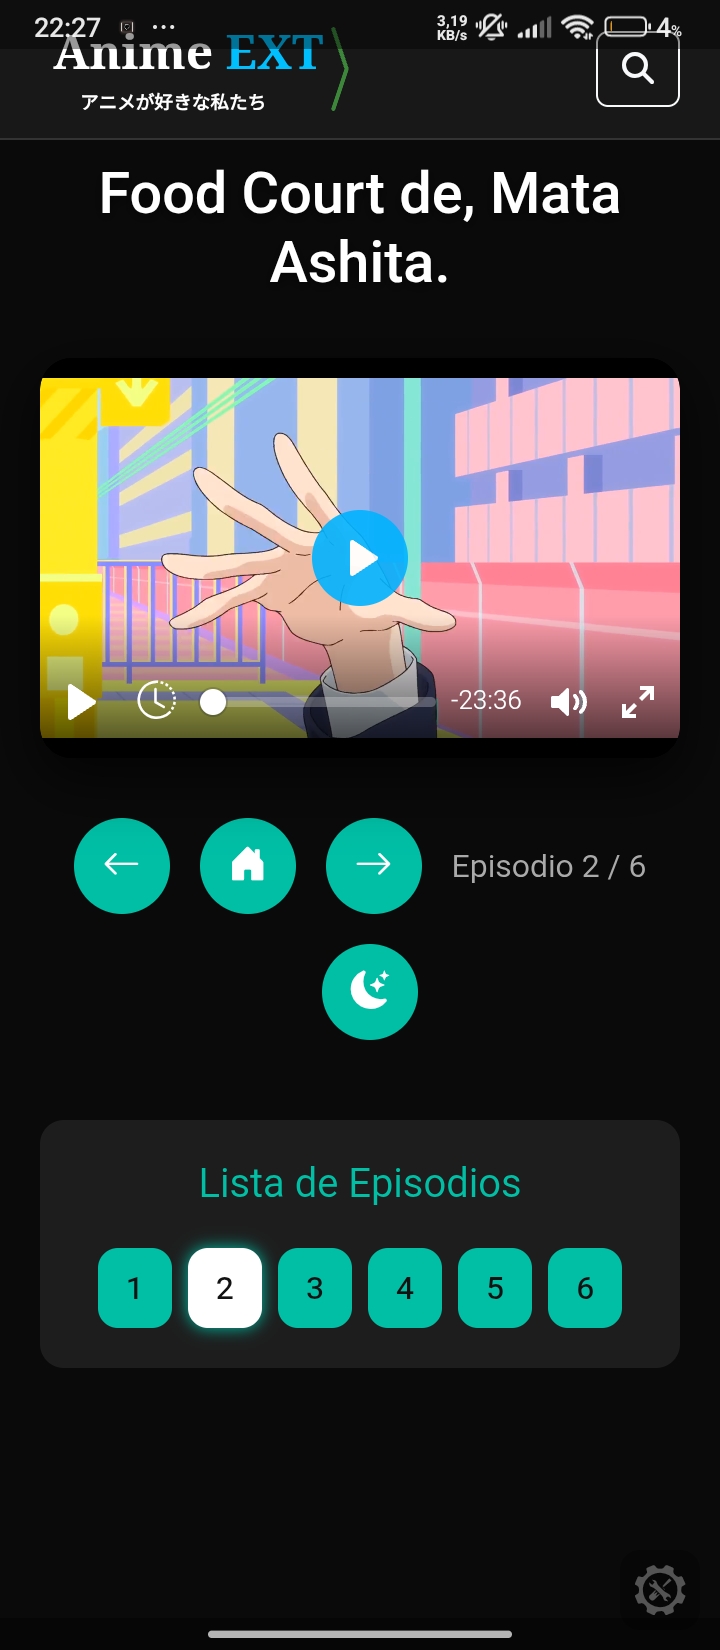 22:27
3,19
KB/s
4%
Anime EXT
アニメが好きな私たち
Food Court de, Mata
Ashita.
-23:36
Episodio 2 / 6
Lista de Episodios
1 2 3 4 5 6